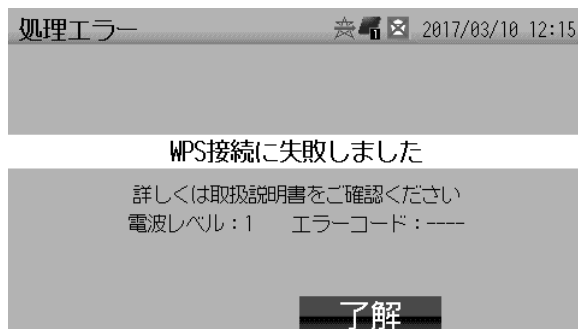 処理エラー 1 2017/03/10 12:15
WPS接続に失敗しました
詳しくは取扱説明書をご確認ください
電波レベル：1 エラーコード：----
了解